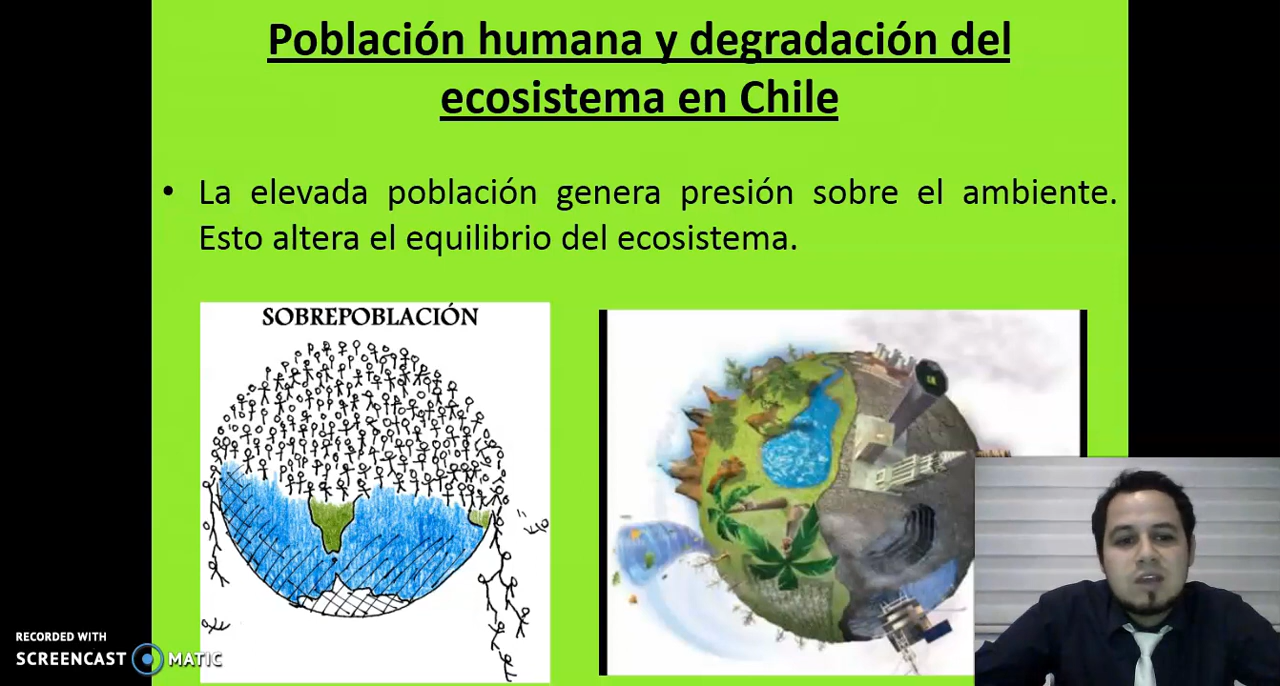 Población humana y degradación del
ecosistema en Chile
• La elevada población genera presión sobre el ambiente.
Esto altera el equilibrio del ecosistema.
SOBREPOBLACIÓN
RECORDED WITH
SCREENCAST MATIC